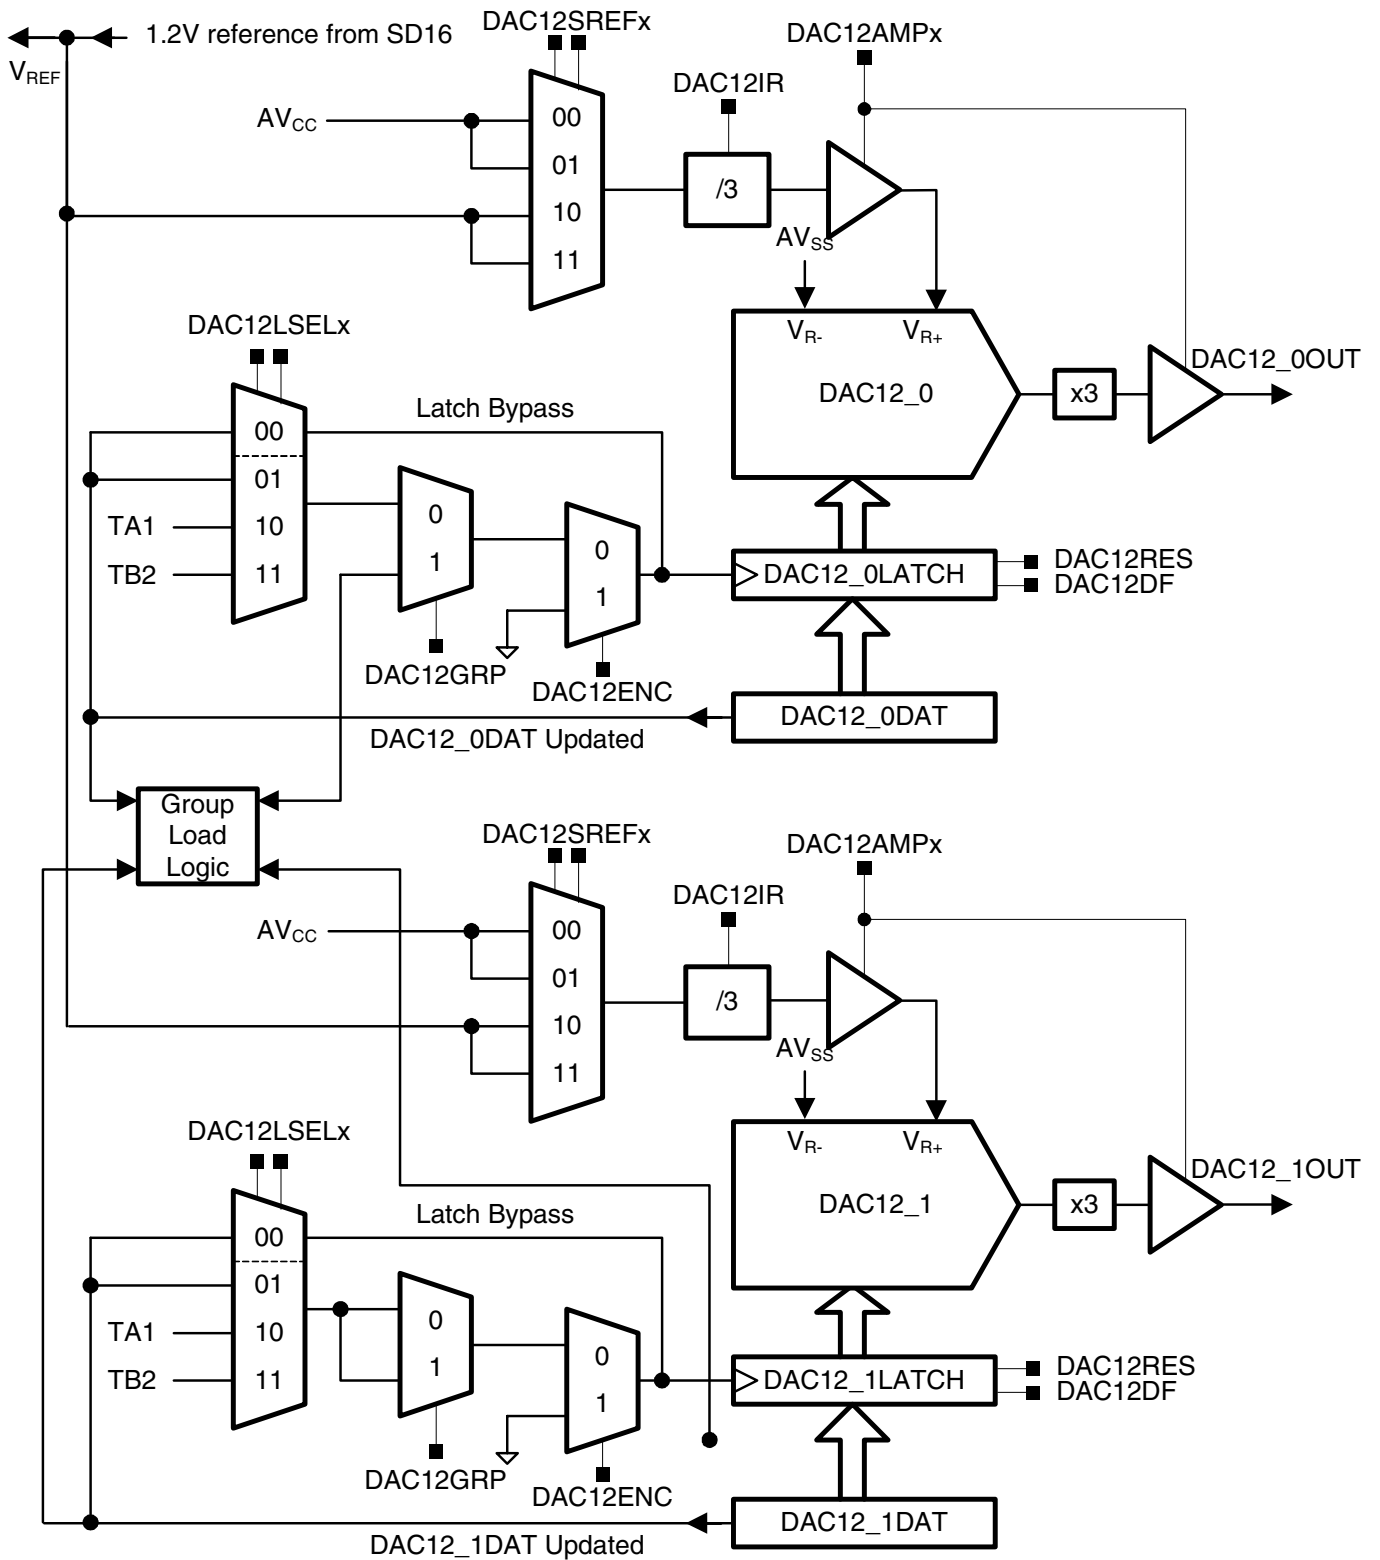 DAC12SREFx
1.2V reference from SD16
DAC12AMPx
VREF
DAC12IR
AVCC
00
01
/3
10
11
AVSS
VR-
VR+
DAC12LSELx
DAC12_0OUT
DAC12_0
x3
Latch Bypass
00
01
0
TA1
10
0
1
DAC12RES
TB2
11
1
DAC12_0LATCH
DAC12DF
DAC12GRP
DAC12ENC
DAC12_0DAT
DAC12_0DAT Updated
Group
Load
Logic
DAC12SREFx
DAC12AMPx
DAC12IR
AVCC
00
01
/3
10
11
AVSS
VR-
VR+
DAC12LSELx
DAC12_1OUT
DAC12_1
x3
Latch Bypass
00
01
0
TA1
10
0
1
DAC12RES
TB2
11
1
DAC12_1LATCH
DAC12DF
DAC12GRP
DAC12ENC
DAC12_1DAT
DAC12_1DAT Updated